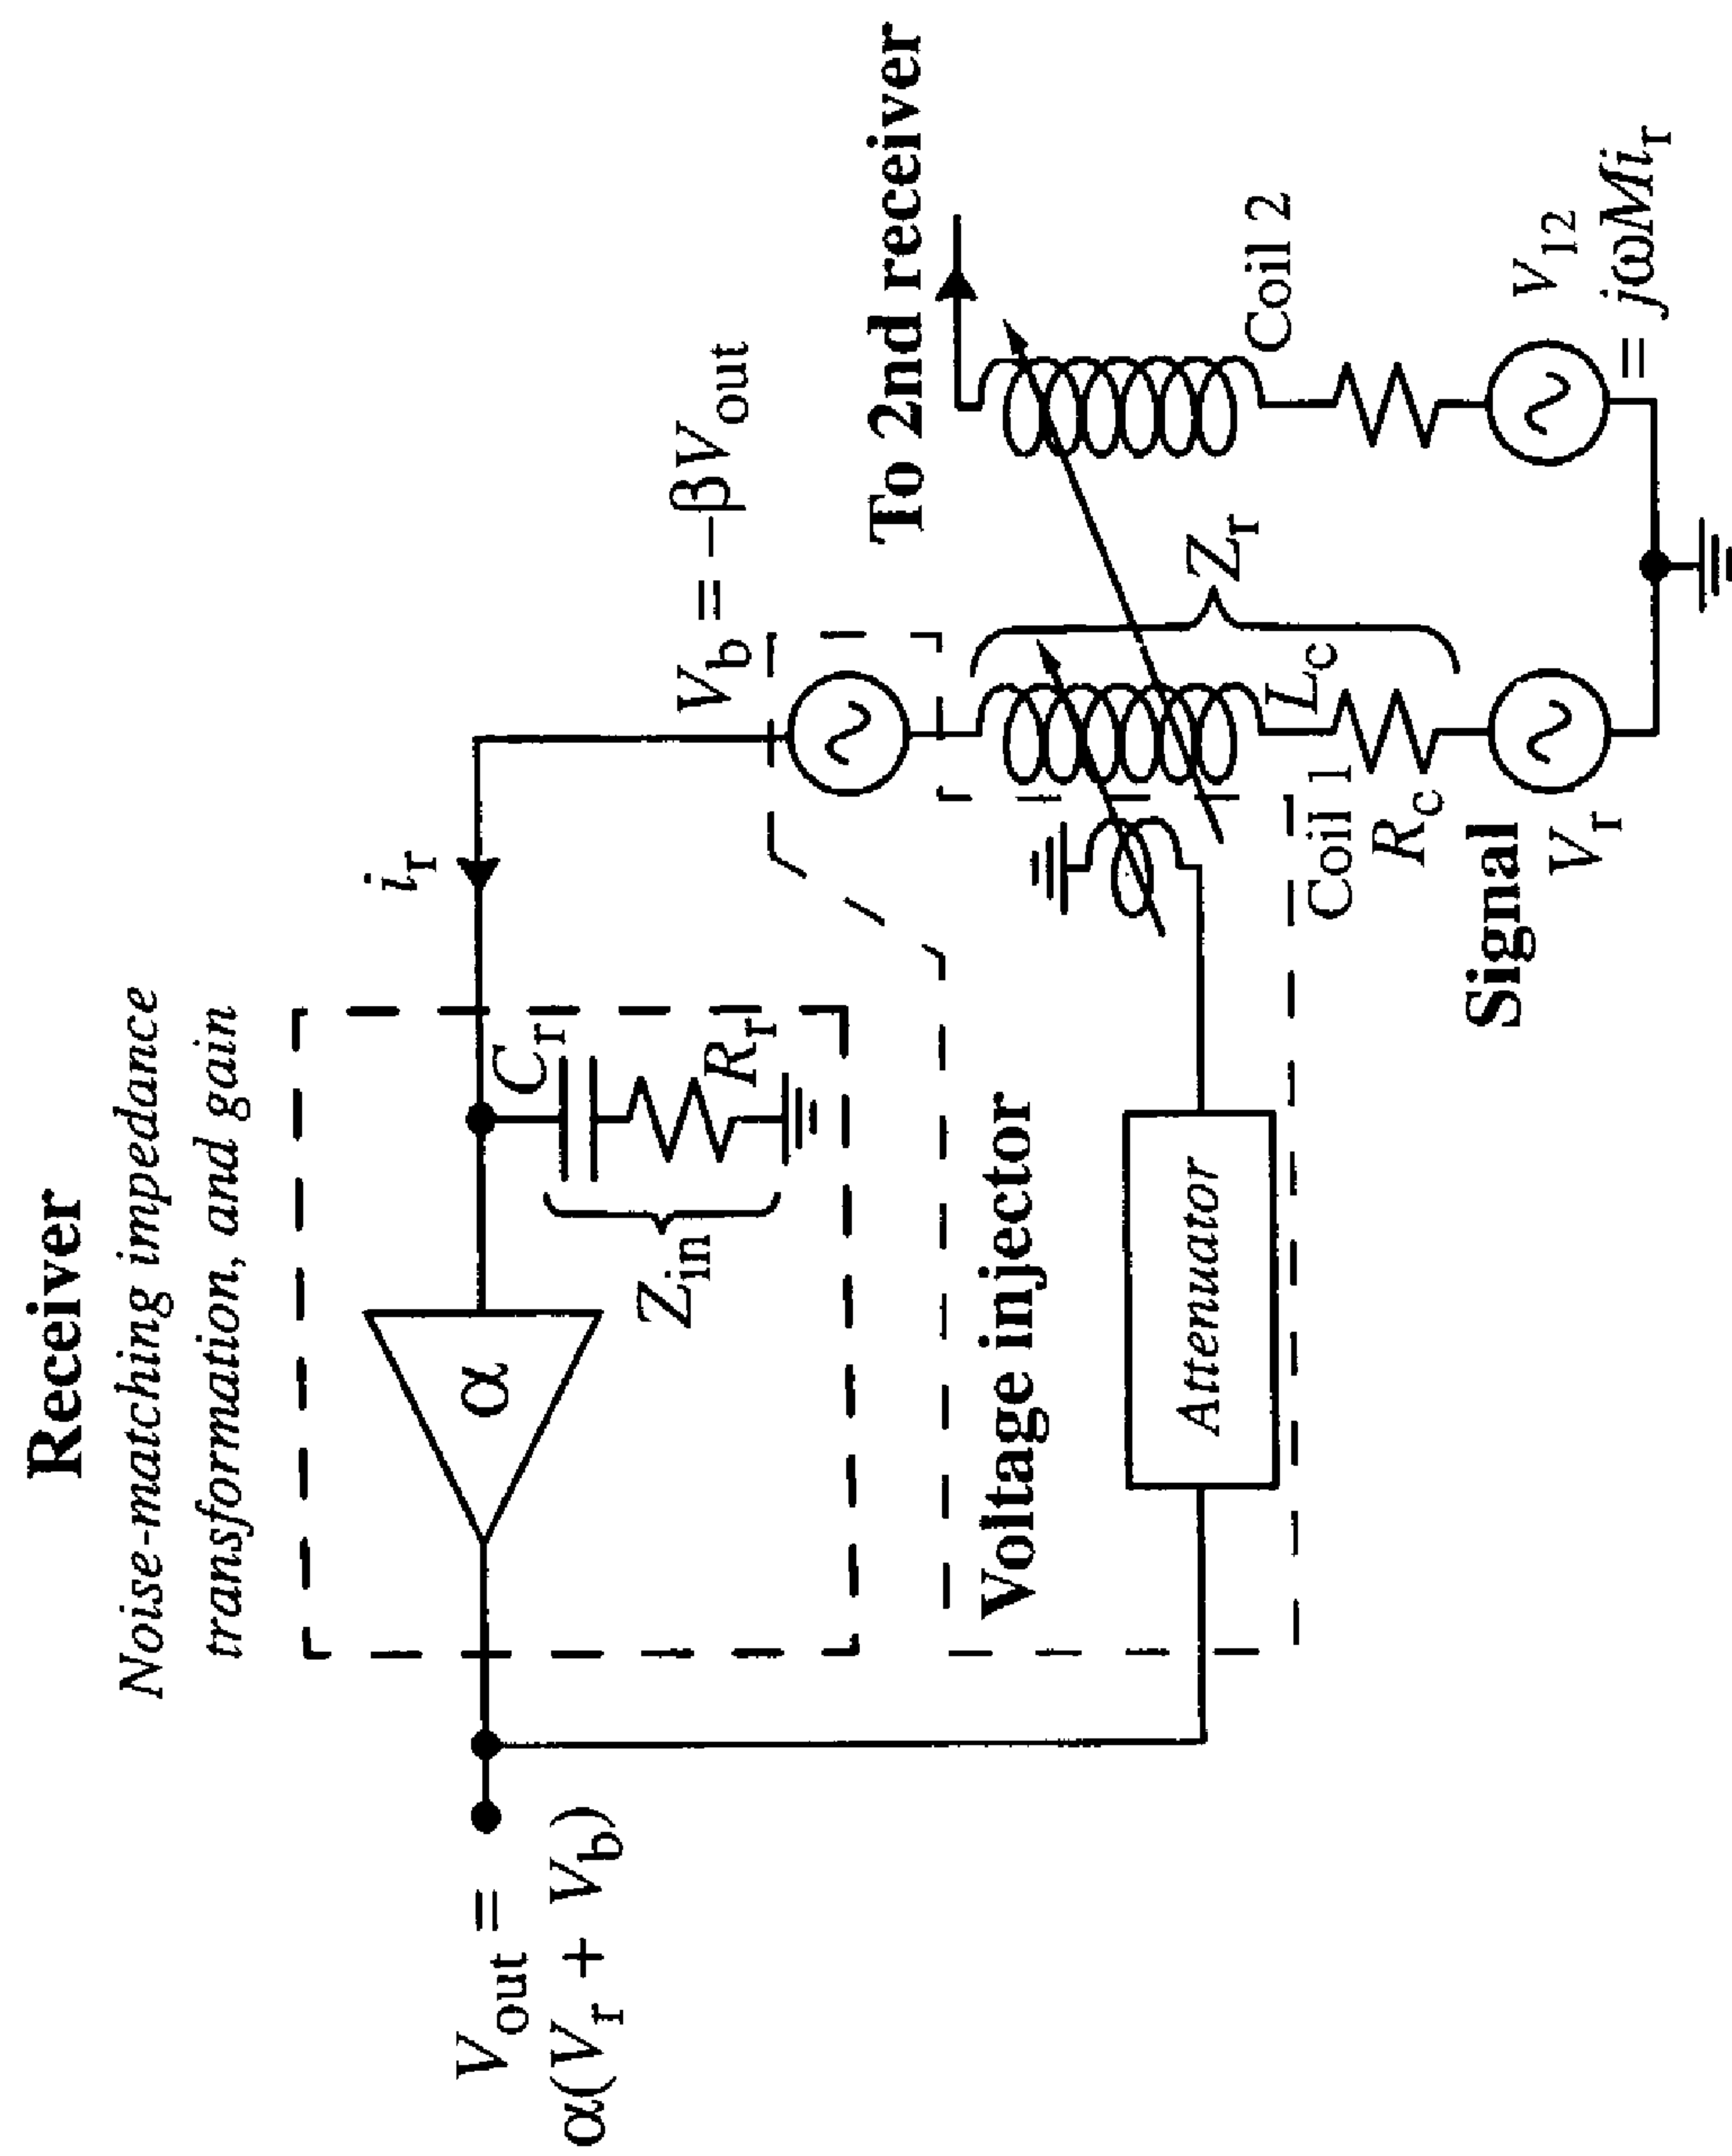 Receiver
Noise-matching impedance
transformation, and gain
V_out =
α(V_r + V_b)
α
C_r
R_r
Z_in
i_r
V_b = −βV_out
Voltage injector
Attenuator
To 2nd receiver
Z_r
L_c
Coil 1
R_c
Signal
V_r
Coil 2
V_12
= jωMi_r